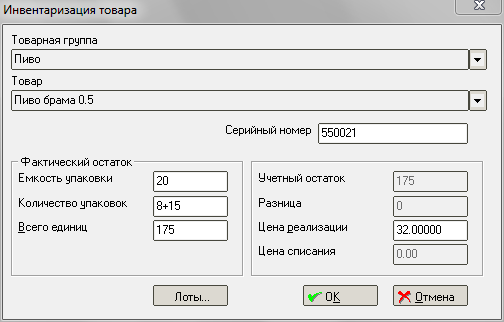 Инвентаризация товара
Товарная группа
Пиво
Товар
Пиво брама 0.5
Серийный номер 550021
Фактический остаток
Емкость упаковки 20
Количество упаковок 8+15
Всего единиц 175
Учетный остаток 175
Разница 0
Цена реализации 32.00000
Цена списания 0.00
Лоты...
OK
Отмена